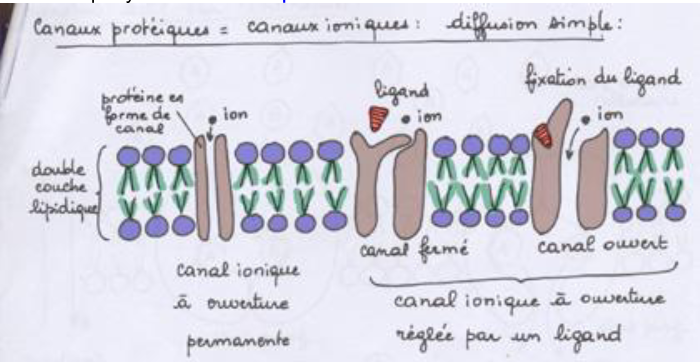 Canaux protéiques = canaux ioniques : diffusion simple :
protéine en
forme de
canal
ion
ligand
ion
fixation du ligand
ion
double
couche
lipidique
canal fermé
canal ouvert
canal ionique
à ouverture
permanente
canal ionique à ouverture
réglée par un ligand